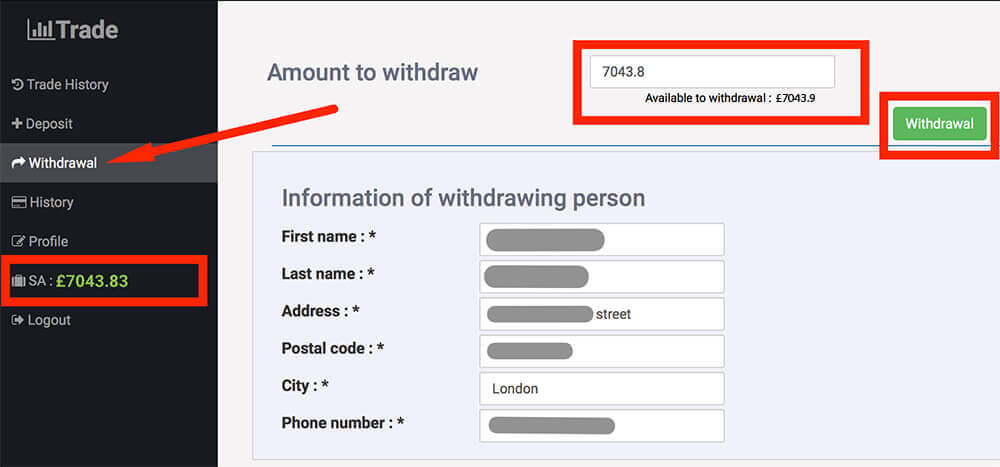 Trade
Trade History
Deposit
Withdrawal
History
Profile
SA : £7043.83
Logout
Amount to withdraw
7043.8
Available to withdrawal : £7043.9
Withdrawal
Information of withdrawing person
First name : *
Last name : *
Address : * street
Postal code : *
City : * London
Phone number : *